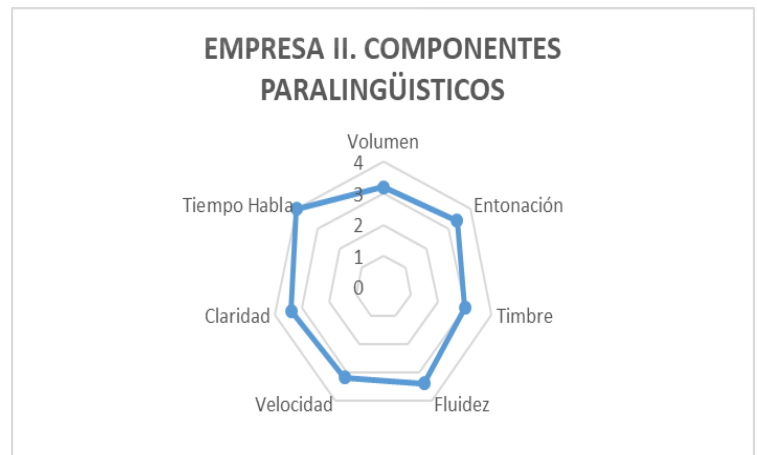 EMPRESA II. COMPONENTES
PARALINGÜISTICOS
Volumen
4
Tiempo Habla
3
Entonación
2
1
0
Claridad
Timbre
Velocidad
Fluidez